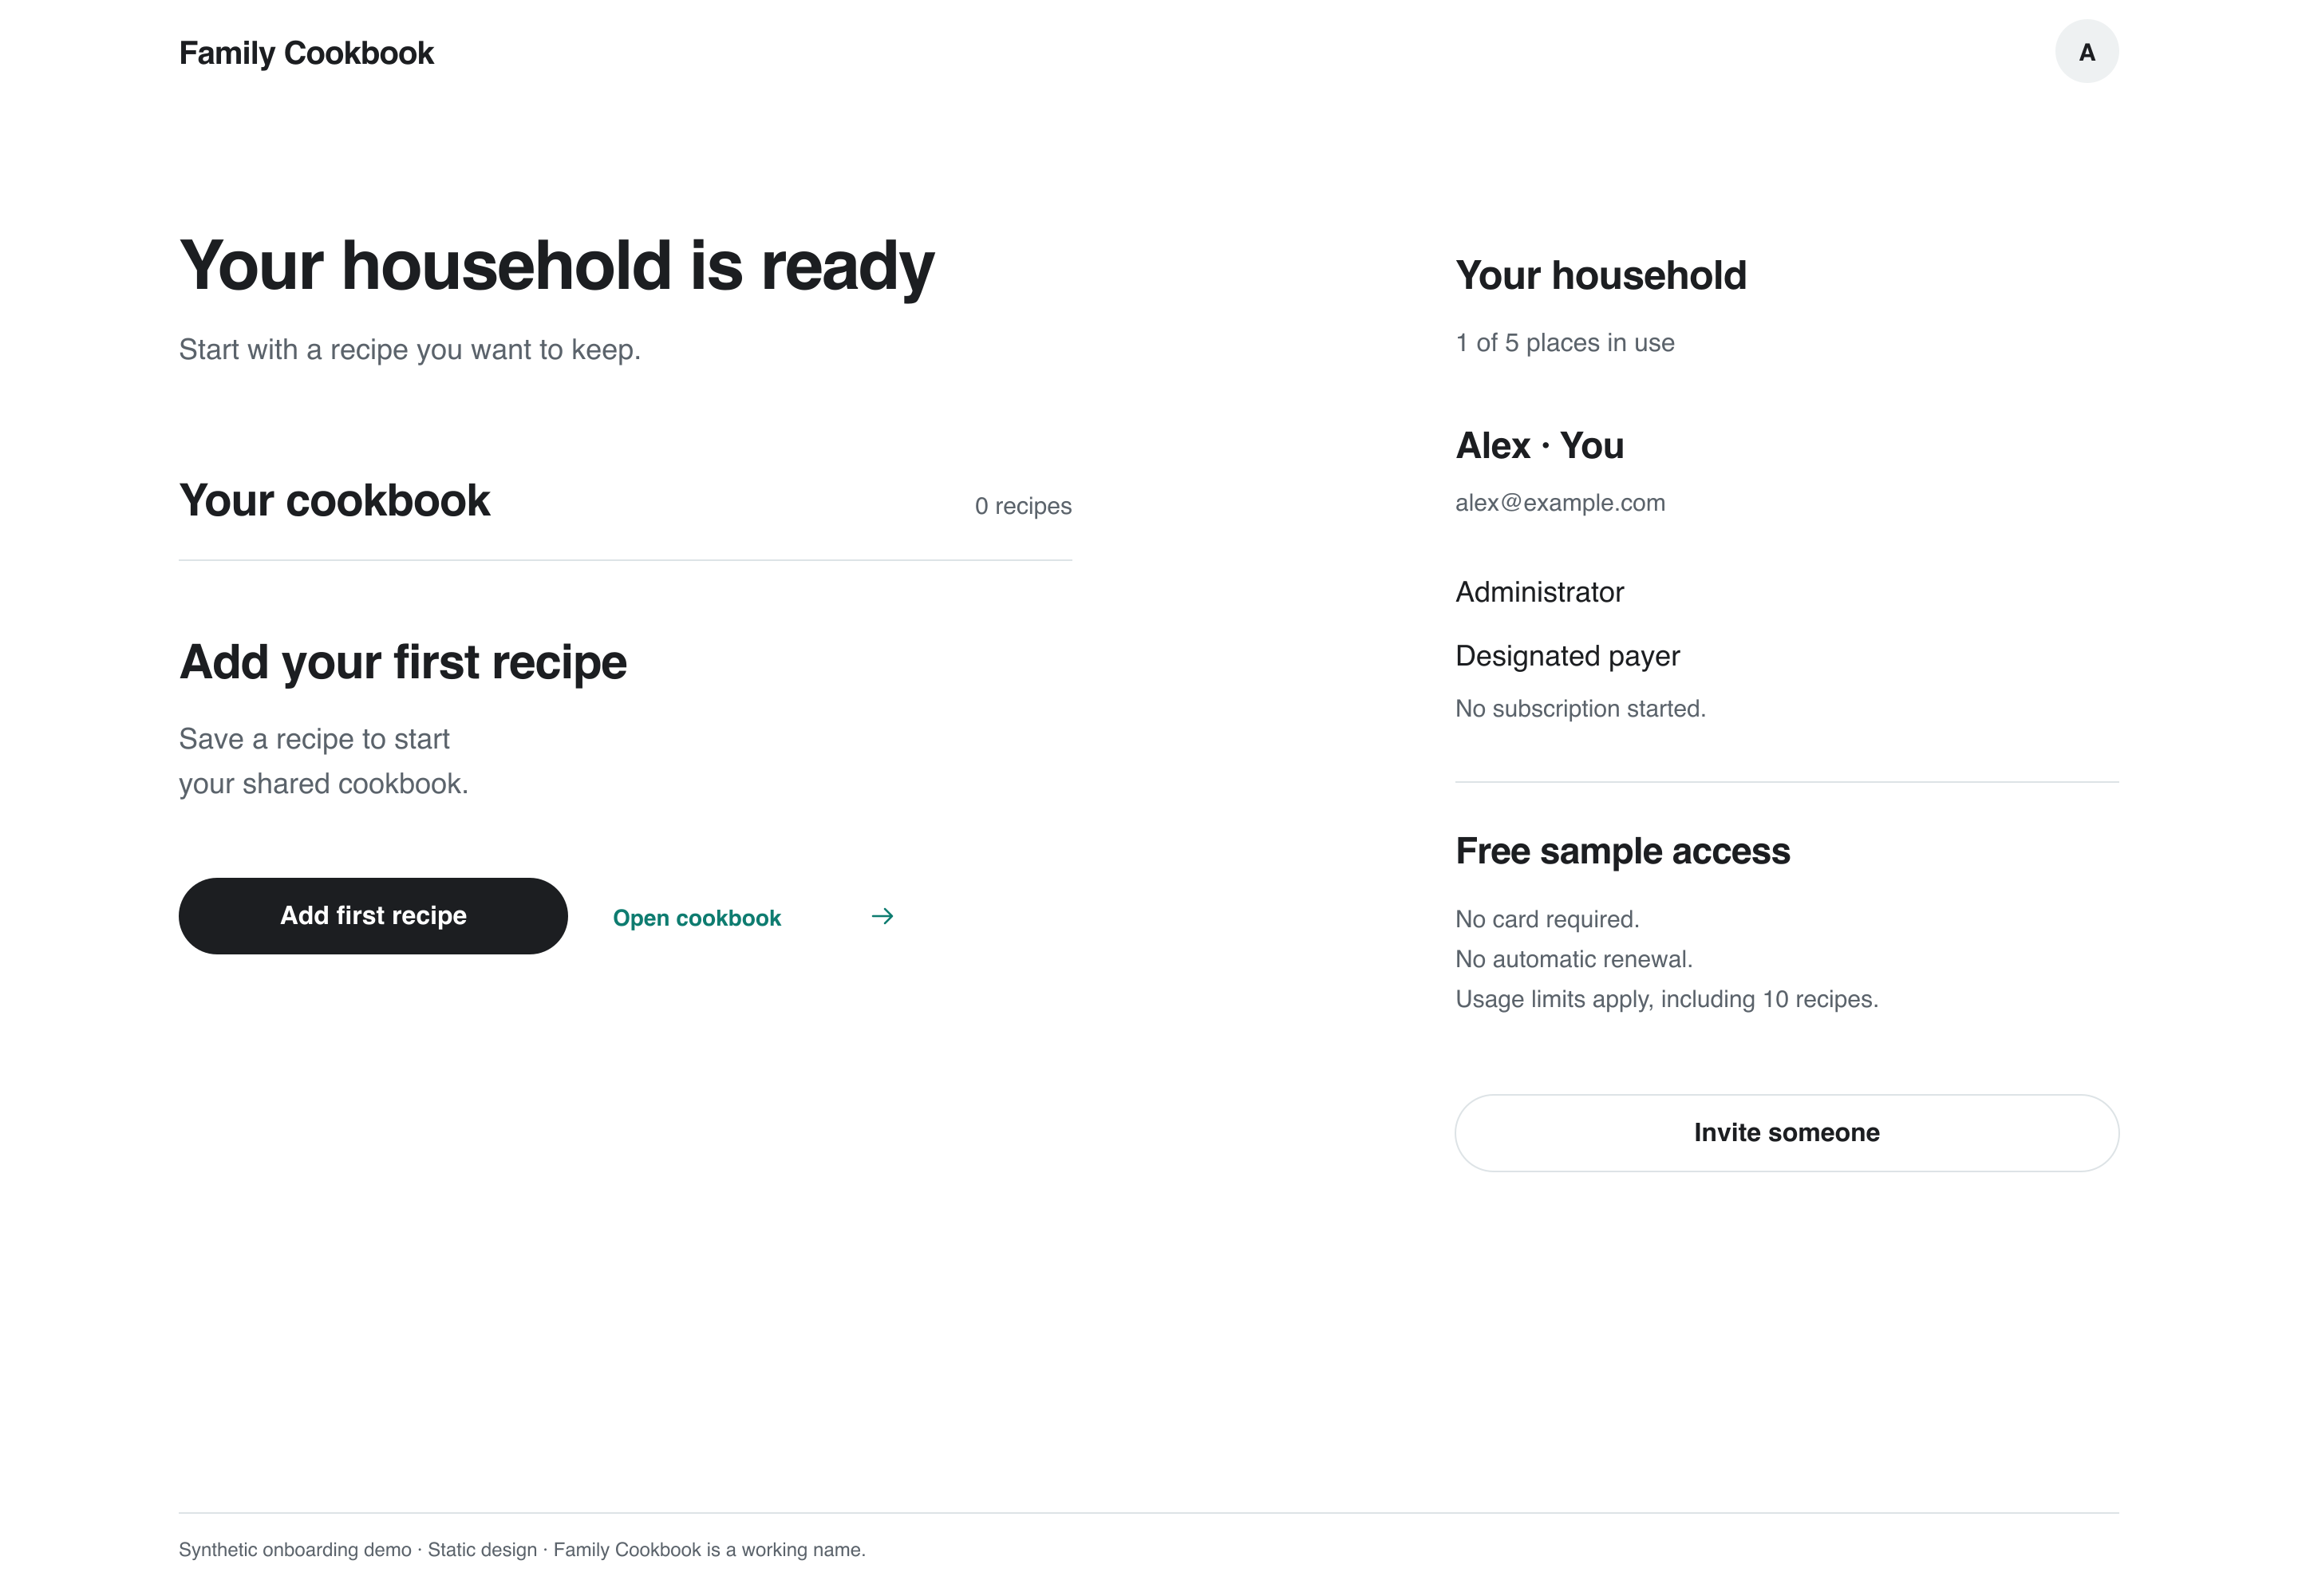 Family Cookbook
A
Your household is ready
Start with a recipe you want to keep.
Your cookbook
0 recipes
Add your first recipe
Save a recipe to start
your shared cookbook.
Add first recipe
Open cookbook →
Your household
1 of 5 places in use
Alex · You
alex@example.com
Administrator
Designated payer
No subscription started.
Free sample access
No card required.
No automatic renewal.
Usage limits apply, including 10 recipes.
Invite someone
Synthetic onboarding demo · Static design · Family Cookbook is a working name.